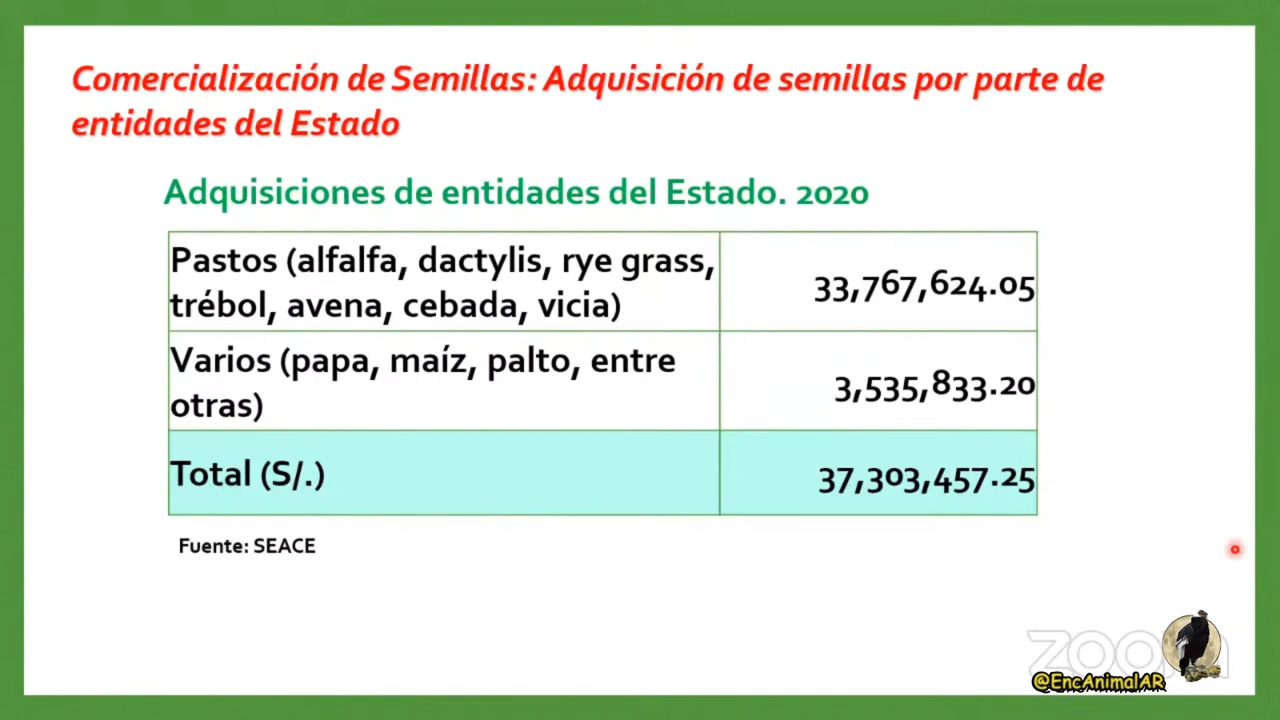 Comercialización de Semillas: Adquisición de semillas por parte de
entidades del Estado
Adquisiciones de entidades del Estado. 2020
Pastos (alfalfa, dactylis, rye grass,
trébol, avena, cebada, vicia)
33,767,624.05
Varios (papa, maíz, palto, entre
otras)
3,535,833.20
Total (S/.)
37,303,457.25
Fuente: SEACE
zoom
@EncAnimalAR